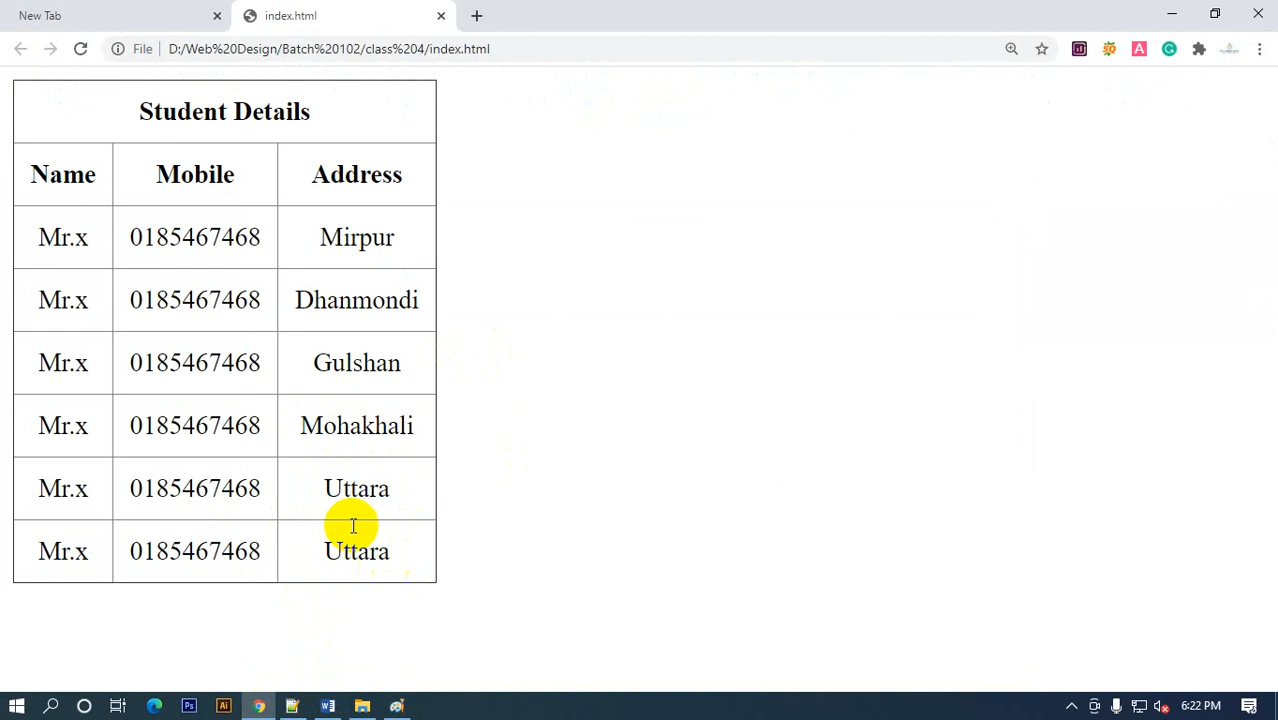 New Tab
index.html
File
D:/Web%20Design/Batch%20102/class%204/index.html
Student Details
Name Mobile Address
Mr.x 0185467468 Mirpur
Mr.x 0185467468 Dhanmondi
Mr.x 0185467468 Gulshan
Mr.x 0185467468 Mohakhali
Mr.x 0185467468 Uttara
Mr.x 0185467468 Uttara
6:22 PM